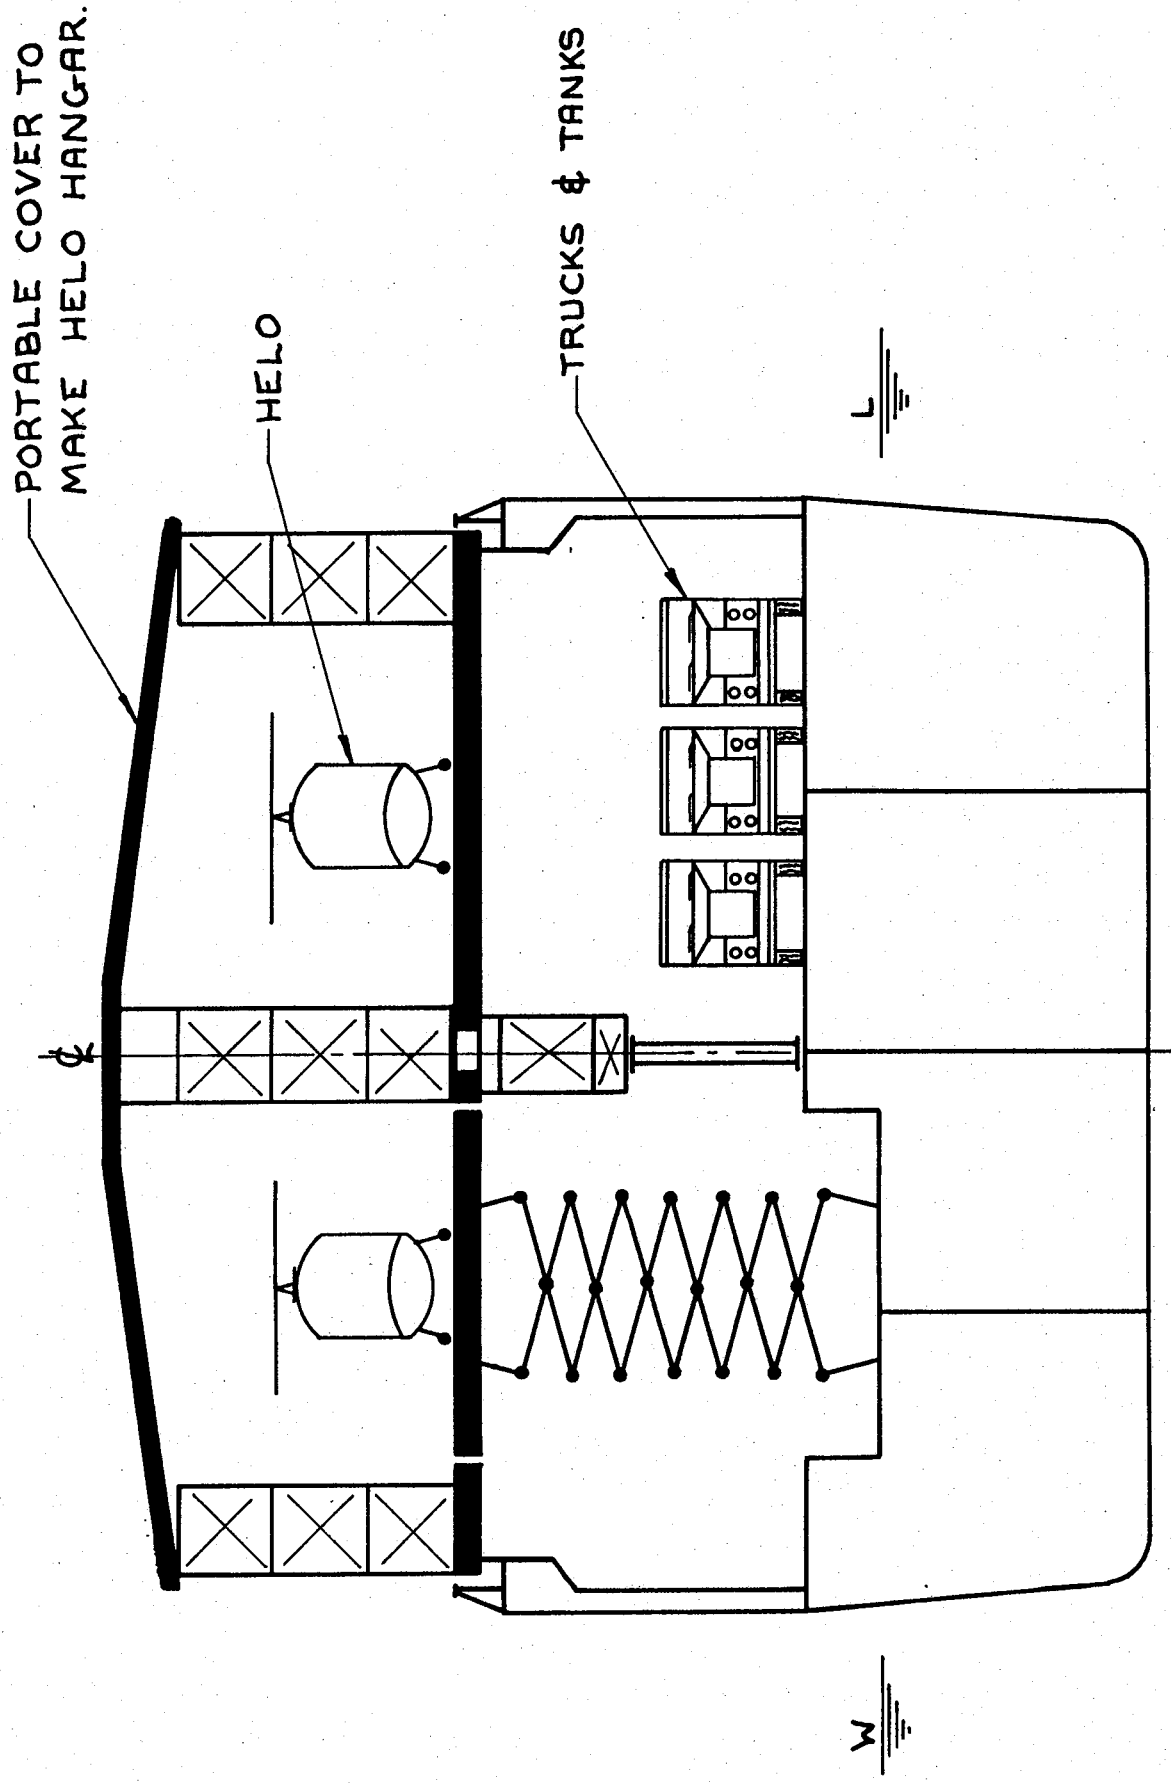 PORTABLE COVER TO
MAKE HELO HANGAR.
HELO
TRUCKS & TANKS
℄
W
L